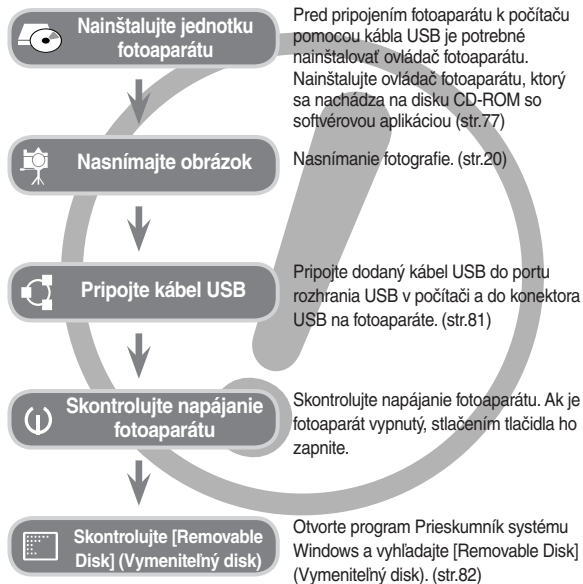 Nainštalujte jednotku
fotoaparátu
Pred pripojením fotoaparátu k počítaču
pomocou kábla USB je potrebné
nainštalovať ovládač fotoaparátu.
Nainštalujte ovládač fotoaparátu, ktorý
sa nachádza na disku CD-ROM so
softvérovou aplikáciou (str.77)
Nasnímajte obrázok
Nasnímanie fotografie. (str.20)
Pripojte kábel USB
Pripojte dodaný kábel USB do portu
rozhrania USB v počítači a do konektora
USB na fotoaparáte. (str.81)
Skontrolujte napájanie
fotoaparátu
Skontrolujte napájanie fotoaparátu. Ak je
fotoaparát vypnutý, stlačením tlačidla ho
zapnite.
Skontrolujte [Removable
Disk] (Vymeniteľný disk)
Otvorte program Prieskumník systému
Windows a vyhľadajte [Removable Disk]
(Vymeniteľný disk). (str.82)